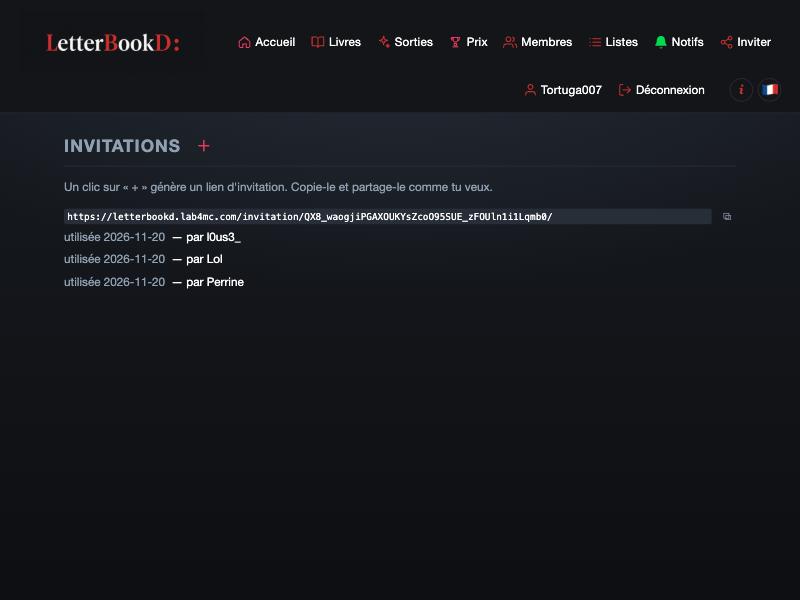 LetterBookD:
Accueil Livres Sorties Prix Membres Listes Notifs Inviter
Tortuga007 Déconnexion i
INVITATIONS +
Un clic sur « + » génère un lien d'invitation. Copie-le et partage-le comme tu veux.
https://letterbookd.lab4mc.com/invitation/QX8_waogjiPGAXOUKYsZcoO95SUE_zFOUln1i1Lqmb0/
utilisée 2026-11-20 — par l0us3_
utilisée 2026-11-20 — par Lol
utilisée 2026-11-20 — par Perrine